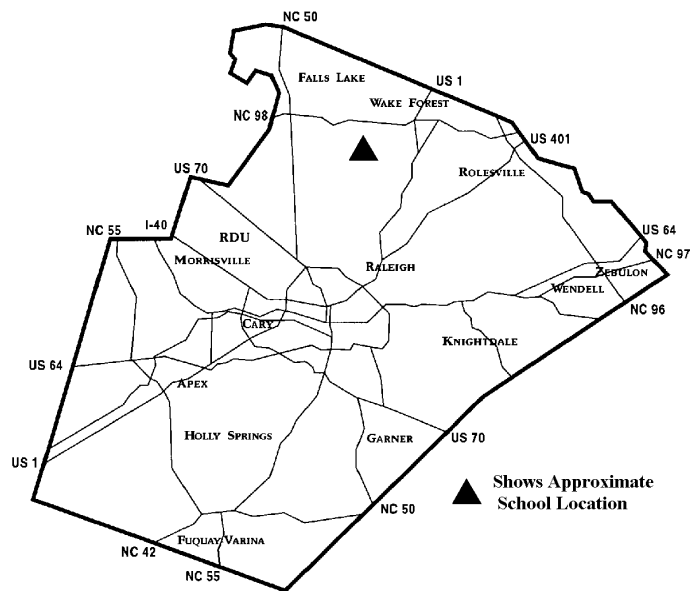 NC 50
FALLS LAKE
US 1
WAKE FOREST
NC 98
US 401
US 70
ROLESVILLE
NC 55
I-40
RDU
US 64
MORRISVILLE
RALEIGH
NC 97
ZEBULON
WENDELL
NC 96
CARY
KNIGHTDALE
US 64
APEX
HOLLY SPRINGS
GARNER
US 70
US 1
Shows Approximate
School Location
NC 50
NC 42
FUQUAY-VARINA
NC 55